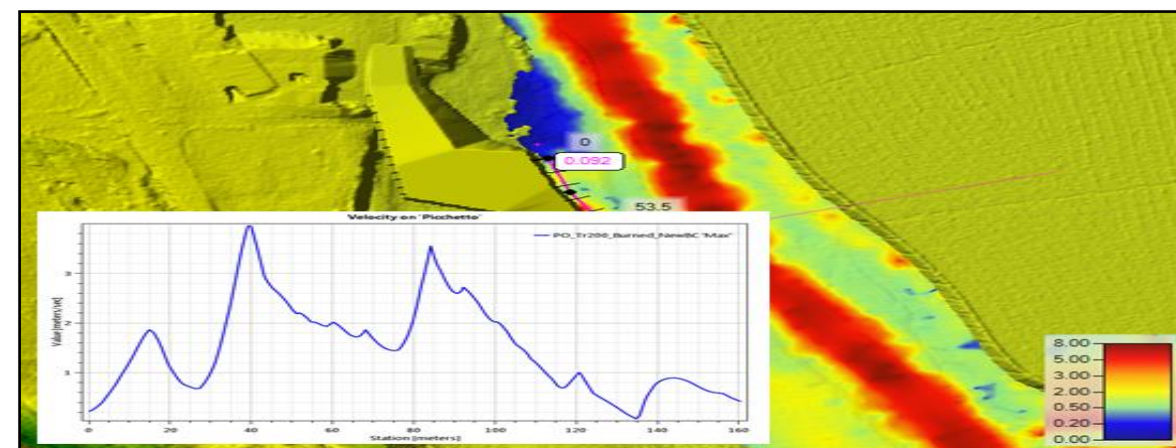 0
0.092
53.5
Velocity on 'Picchetto'
PO_Tr200_Burned_NewBC 'Max'
Value [meters/sec]
3
2
1
0 20 40 60 80 100 120 140 160
Station [meters]
8.00
5.00
3.00
2.00
0.50
0.20
0.00